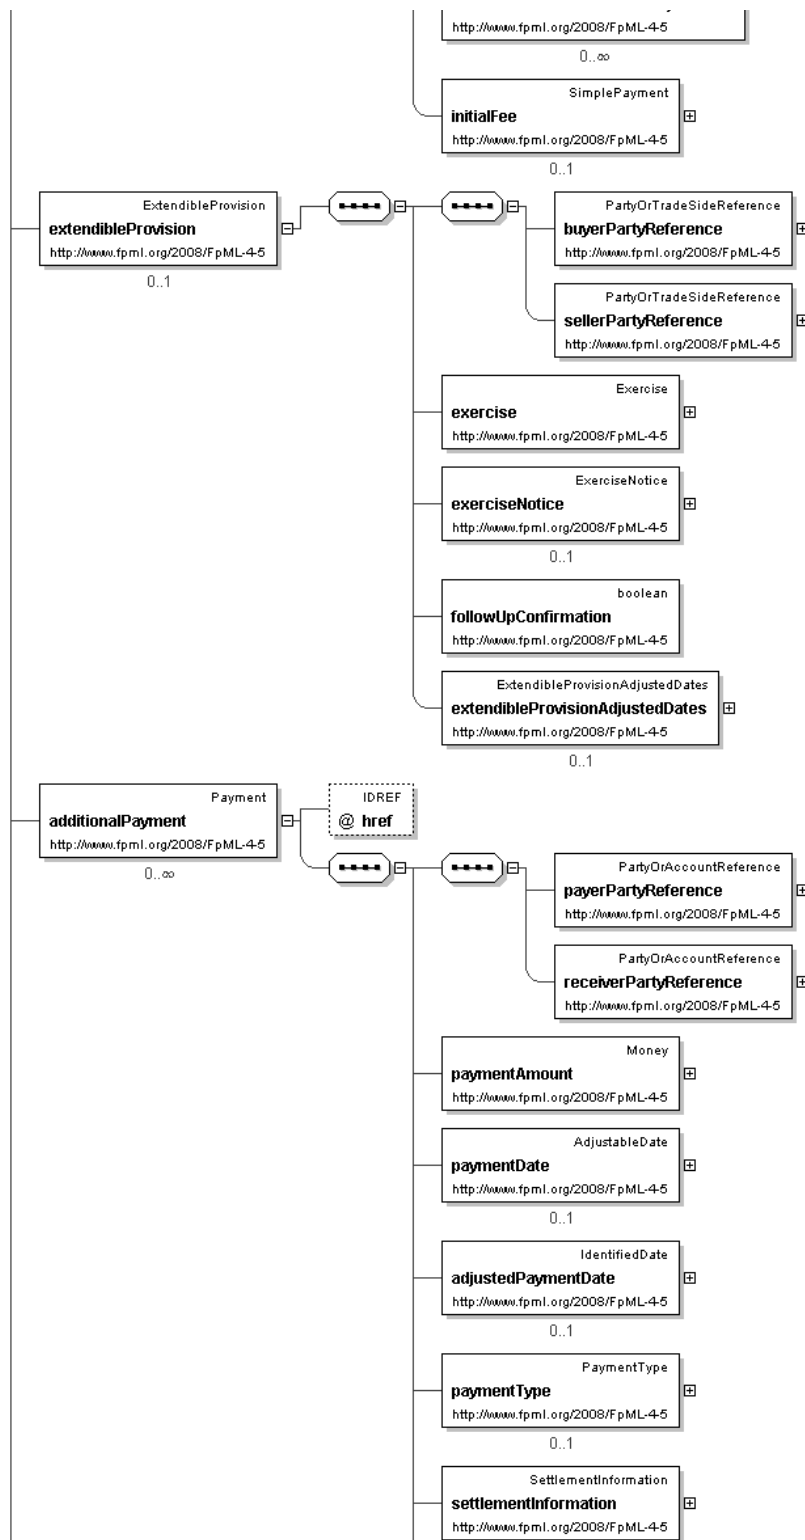 http://www.fpml.org/2008/FpML-4-5
0..∞
SimplePayment
initialFee
http://www.fpml.org/2008/FpML-4-5
0..1
ExtendibleProvision
extendibleProvision
http://www.fpml.org/2008/FpML-4-5
0..1
PartyOrTradeSideReference
buyerPartyReference
http://www.fpml.org/2008/FpML-4-5
PartyOrTradeSideReference
sellerPartyReference
http://www.fpml.org/2008/FpML-4-5
Exercise
exercise
http://www.fpml.org/2008/FpML-4-5
ExerciseNotice
exerciseNotice
http://www.fpml.org/2008/FpML-4-5
0..1
boolean
followUpConfirmation
http://www.fpml.org/2008/FpML-4-5
ExtendibleProvisionAdjustedDates
extendibleProvisionAdjustedDates
http://www.fpml.org/2008/FpML-4-5
0..1
Payment
additionalPayment
http://www.fpml.org/2008/FpML-4-5
0..∞
IDREF
@ href
PartyOrAccountReference
payerPartyReference
http://www.fpml.org/2008/FpML-4-5
PartyOrAccountReference
receiverPartyReference
http://www.fpml.org/2008/FpML-4-5
Money
paymentAmount
http://www.fpml.org/2008/FpML-4-5
AdjustableDate
paymentDate
http://www.fpml.org/2008/FpML-4-5
0..1
IdentifiedDate
adjustedPaymentDate
http://www.fpml.org/2008/FpML-4-5
0..1
PaymentType
paymentType
http://www.fpml.org/2008/FpML-4-5
0..1
SettlementInformation
settlementInformation
http://www.fpml.org/2008/FpML-4-5